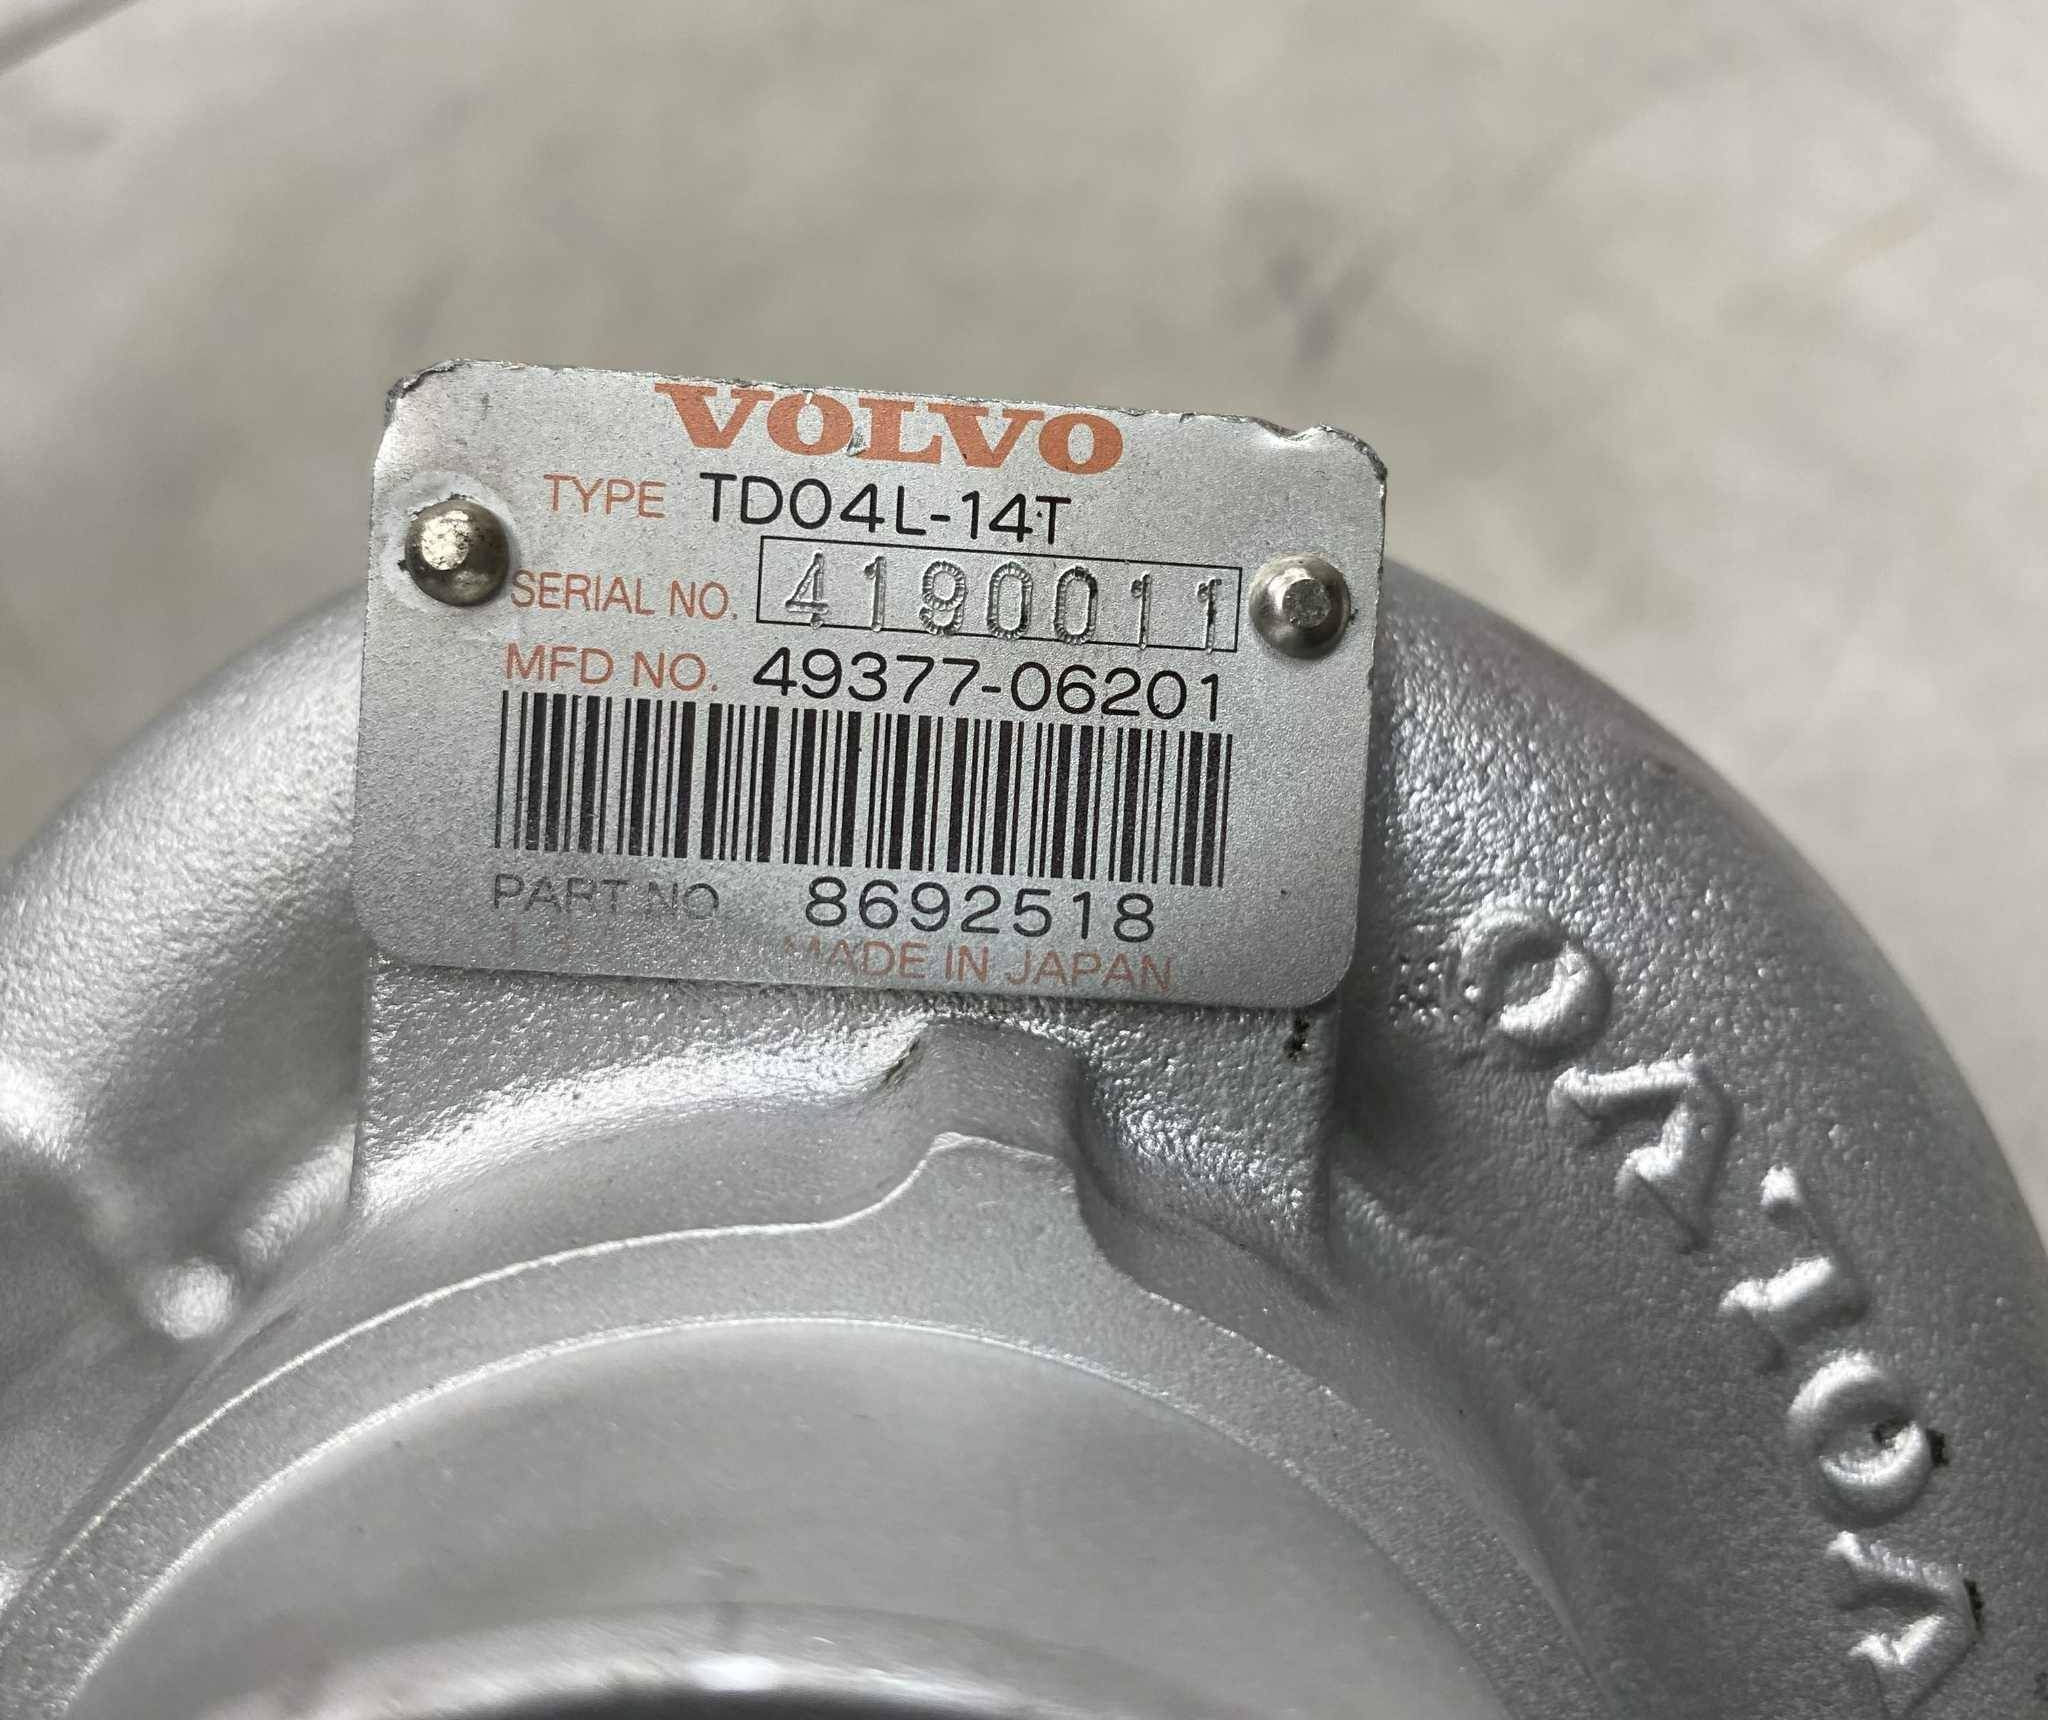 VOLVO
TYPE TD04L-14T
SERIAL NO. 4190011
MFD NO. 49377-06201
PART NO 8692518
MADE IN JAPAN
VOLVO